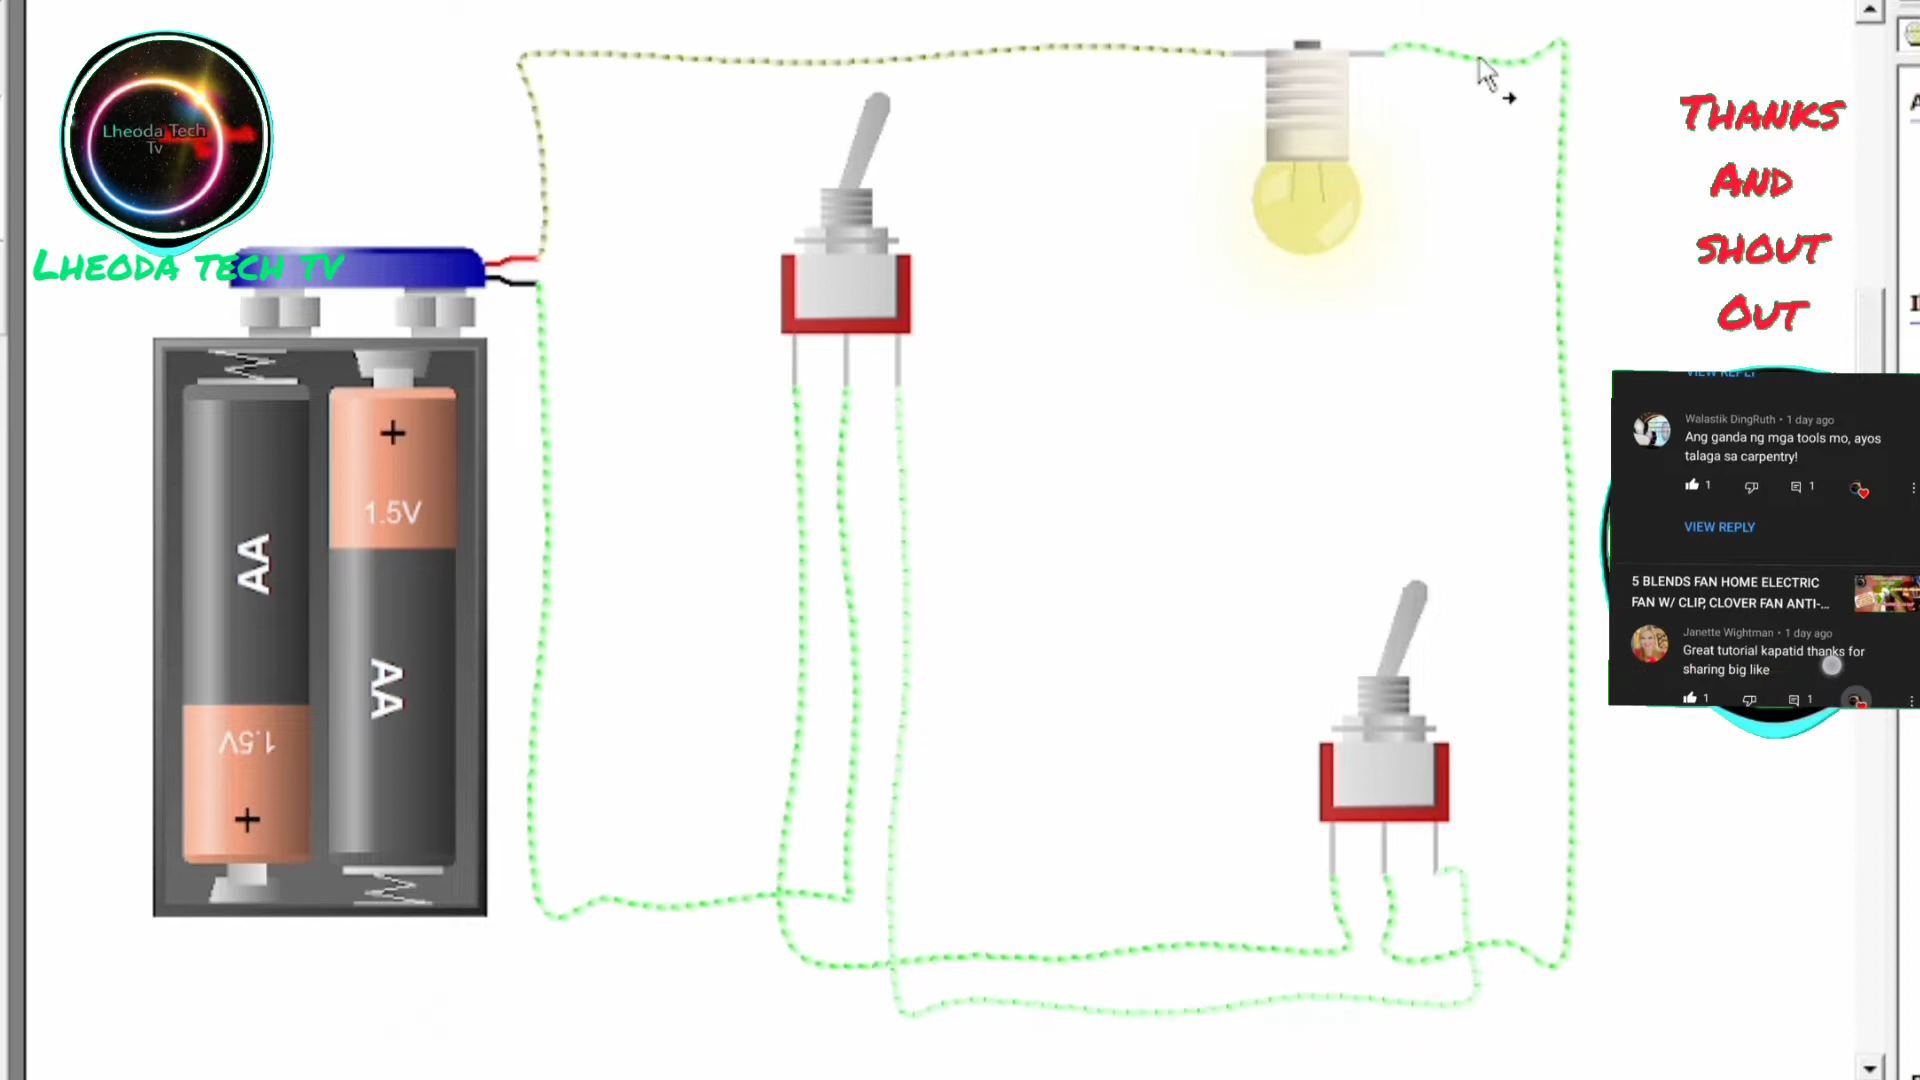 Lheoda Tech
Tv
LHEODA TECH TV
+
1.5V
AA
AA
1.5V
+
THANKS
AND
SHOUT
OUT
VIEW REPLY
Walastik DingRuth • 1 day ago
Ang ganda ng mga tools mo, ayos
talaga sa carpentry!
1
1
VIEW REPLY
5 BLENDS FAN HOME ELECTRIC
FAN W/ CLIP, CLOVER FAN ANTI-...
Janette Wightman • 1 day ago
Great tutorial kapatid thanks for
sharing big like
1
1